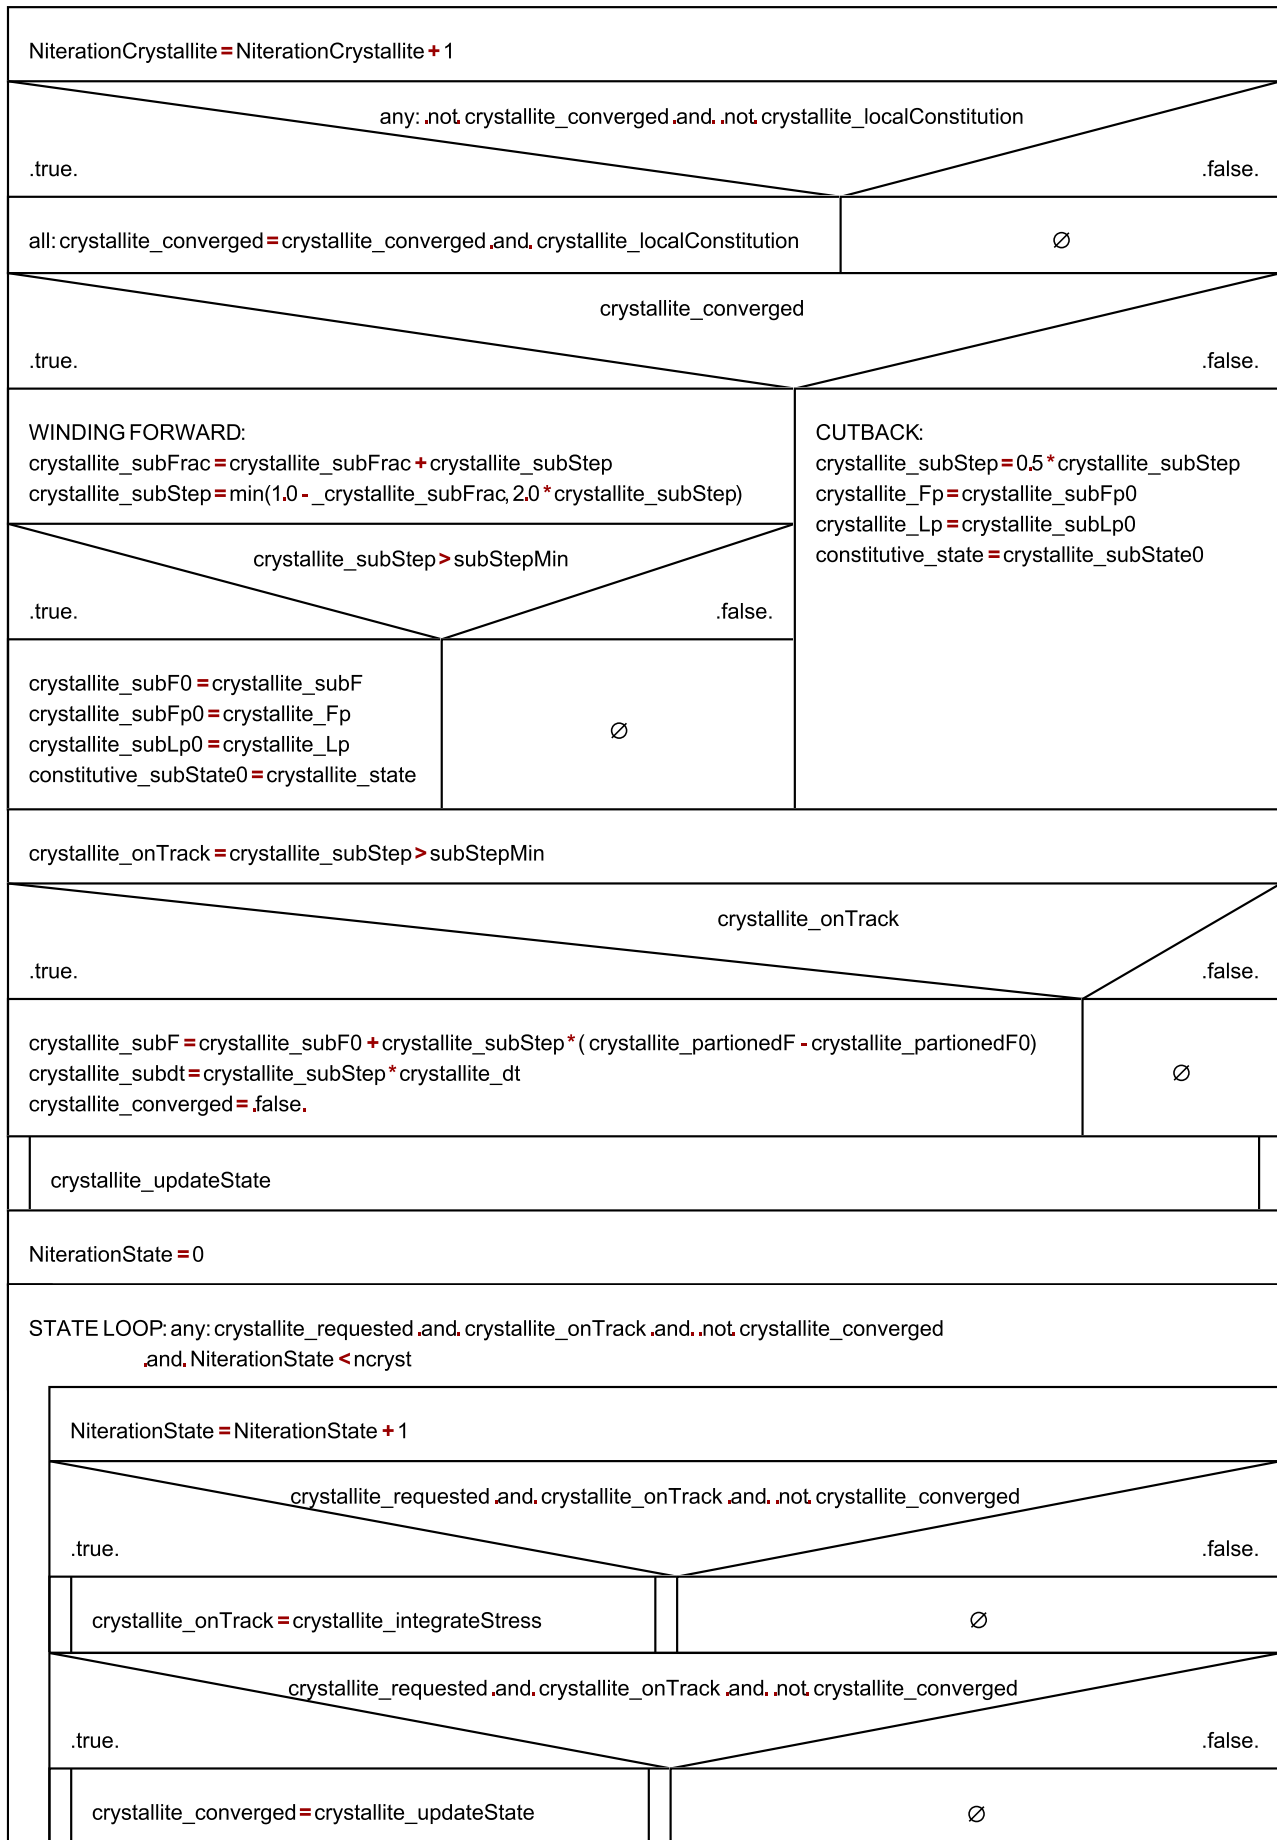 NiterationCrystallite = NiterationCrystallite + 1
any: .not. crystallite_converged .and. .not. crystallite_localConstitution
.true.
.false.
all: crystallite_converged = crystallite_converged .and. crystallite_localConstitution
∅
crystallite_converged
.true.
.false.
WINDING FORWARD:
crystallite_subFrac = crystallite_subFrac + crystallite_subStep
crystallite_subStep = min(1.0 - _crystallite_subFrac, 2.0 * crystallite_subStep)
crystallite_subStep > subStepMin
.true.
.false.
crystallite_subF0 = crystallite_subF
crystallite_subFp0 = crystallite_Fp
crystallite_subLp0 = crystallite_Lp
constitutive_subState0 = crystallite_state
∅
CUTBACK:
crystallite_subStep = 0.5 * crystallite_subStep
crystallite_Fp = crystallite_subFp0
crystallite_Lp = crystallite_subLp0
constitutive_state = crystallite_subState0
crystallite_onTrack = crystallite_subStep > subStepMin
crystallite_onTrack
.true.
.false.
crystallite_subF = crystallite_subF0 + crystallite_subStep * ( crystallite_partionedF - crystallite_partionedF0)
crystallite_subdt = crystallite_subStep * crystallite_dt
crystallite_converged = .false.
∅
crystallite_updateState
NiterationState = 0
STATE LOOP: any: crystallite_requested .and. crystallite_onTrack .and. .not. crystallite_converged
.and. NiterationState < ncryst
NiterationState = NiterationState + 1
crystallite_requested .and. crystallite_onTrack .and. .not. crystallite_converged
.true.
.false.
crystallite_onTrack = crystallite_integrateStress
∅
crystallite_requested .and. crystallite_onTrack .and. .not. crystallite_converged
.true.
.false.
crystallite_converged = crystallite_updateState
∅